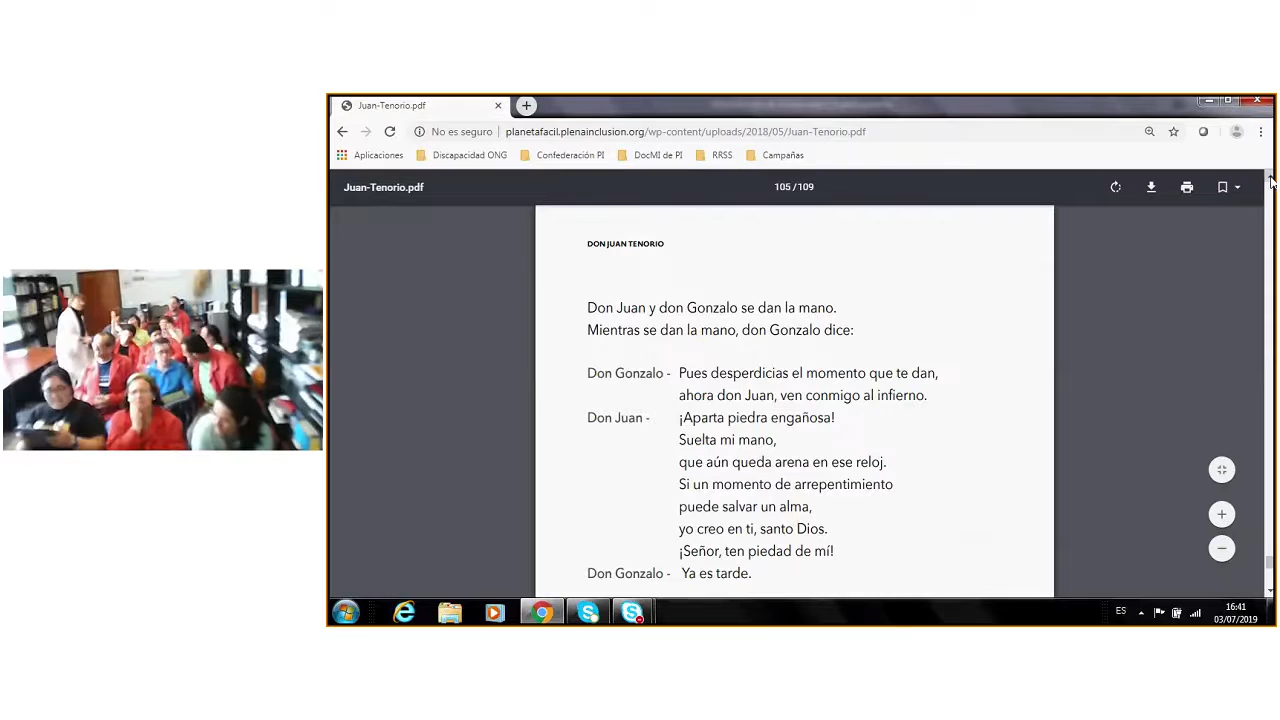 Juan-Tenorio.pdf
No es seguro planetafacil.plenainclusion.org/wp-content/uploads/2018/05/Juan-Tenorio.pdf
Aplicaciones Discapacidad ONG Confederación PI DocMI de PI RRSS Campañas
Juan-Tenorio.pdf 105 / 109
DON JUAN TENORIO
Don Juan y don Gonzalo se dan la mano.
Mientras se dan la mano, don Gonzalo dice:
Don Gonzalo - Pues desperdicias el momento que te dan,
ahora don Juan, ven conmigo al infierno.
Don Juan - ¡Aparta piedra engañosa!
Suelta mi mano,
que aún queda arena en ese reloj.
Si un momento de arrepentimiento
puede salvar un alma,
yo creo en ti, santo Dios.
¡Señor, ten piedad de mí!
Don Gonzalo - Ya es tarde.
ES 16:41
03/07/2019